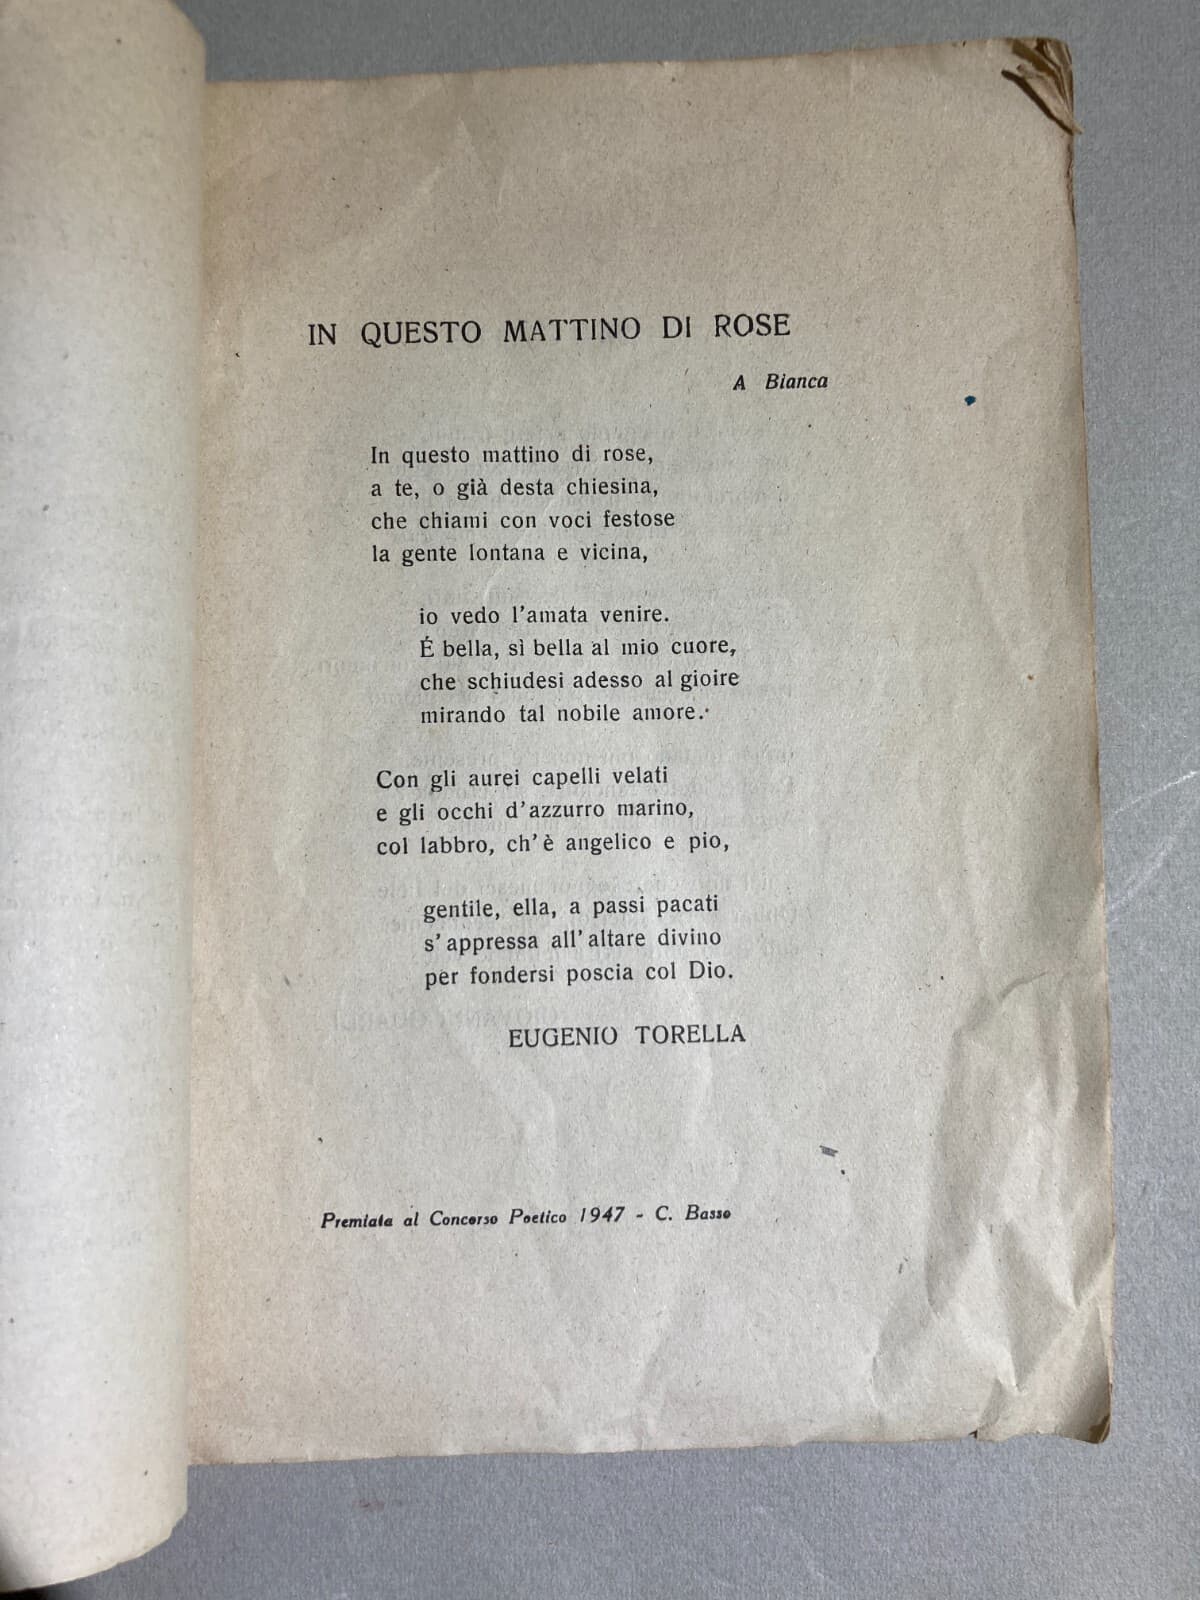 IN QUESTO MATTINO DI ROSE
A Bianca
In questo mattino di rose,
a te, o già desta chiesina,
che chiami con voci festose
la gente lontana e vicina,
io vedo l'amata venire.
É bella, sì bella al mio cuore,
che schiudesi adesso al gioire
mirando tal nobile amore.
Con gli aurei capelli velati
e gli occhi d'azzurro marino,
col labbro, ch'è angelico e pio,
gentile, ella, a passi pacati
s'appressa all'altare divino
per fondersi poscia col Dio.
EUGENIO TORELLA
Premiata al Concorso Poetico 1947 - C. Basso